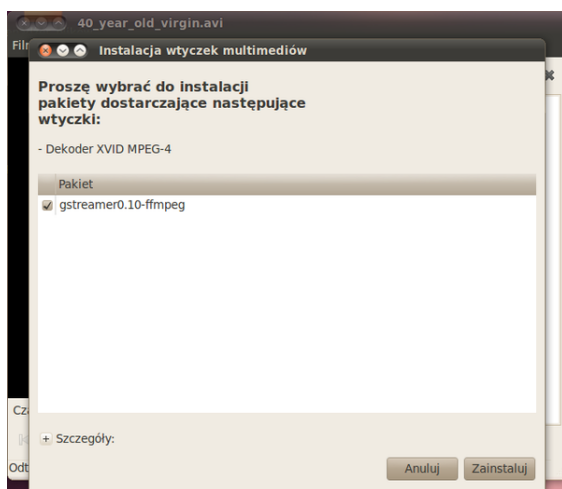 40_year_old_virgin.avi
Instalacja wtyczek multimediów
Proszę wybrać do instalacji
pakiety dostarczające następujące
wtyczki:
- Dekoder XVID MPEG-4
Pakiet
gstreamer0.10-ffmpeg
Szczegóły:
Anuluj Zainstaluj